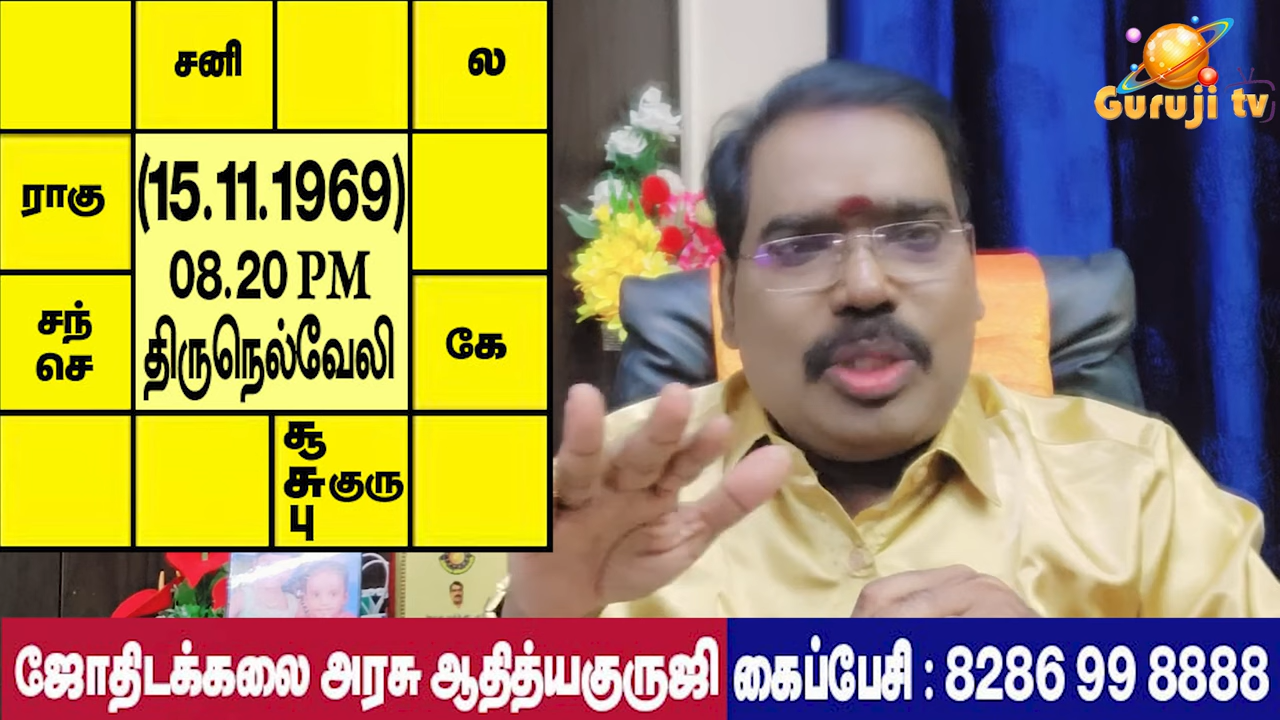 சனி
ல
ராகு
(15.11.1969)
08.20 PM
திருநெல்வேலி
சந்
செ
கே
சூ
சு குரு
பு
Guruji tv
ஜோதிடக்கலை அரசு ஆதித்யகுருஜி
கைப்பேசி : 8286 99 8888